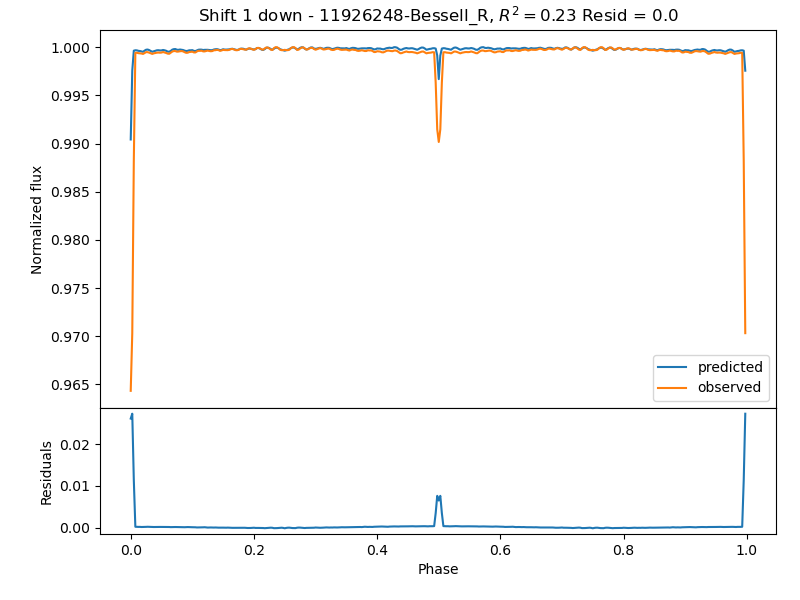 Shift 1 down - 11926248-Bessell_R, R² = 0.23 Resid = 0.0
1.000
0.995
0.990
0.985
0.980
0.975
0.970
0.965
Normalized flux
predicted
observed
0.02
0.01
0.00
Residuals
0.0 0.2 0.4 0.6 0.8 1.0
Phase